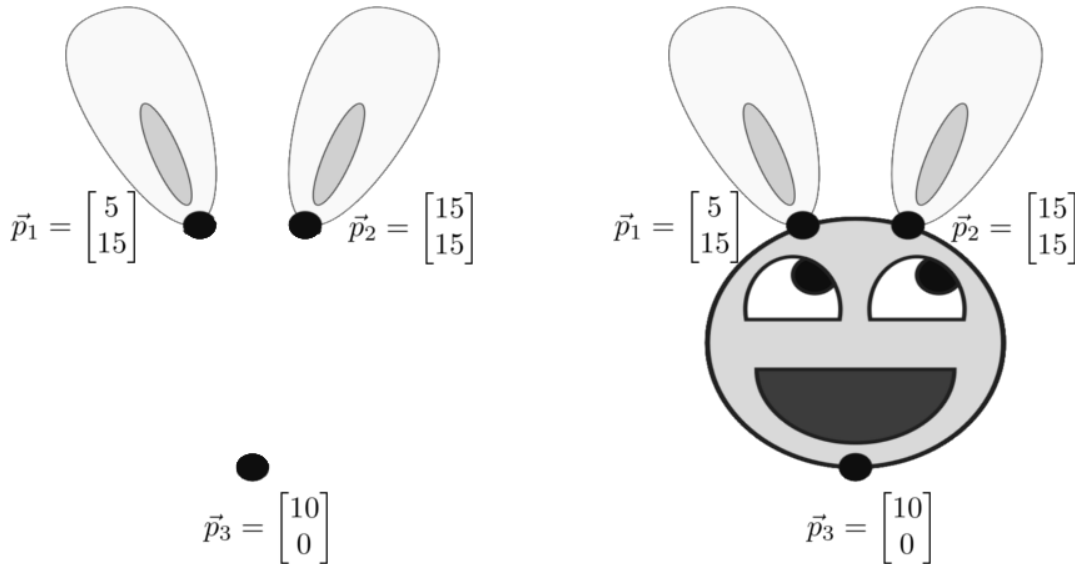 p⃗₁ = [5 15]
p⃗₂ = [15 15]
p⃗₁ = [5 15]
p⃗₂ = [15 15]
p⃗₃ = [10 0]
p⃗₃ = [10 0]